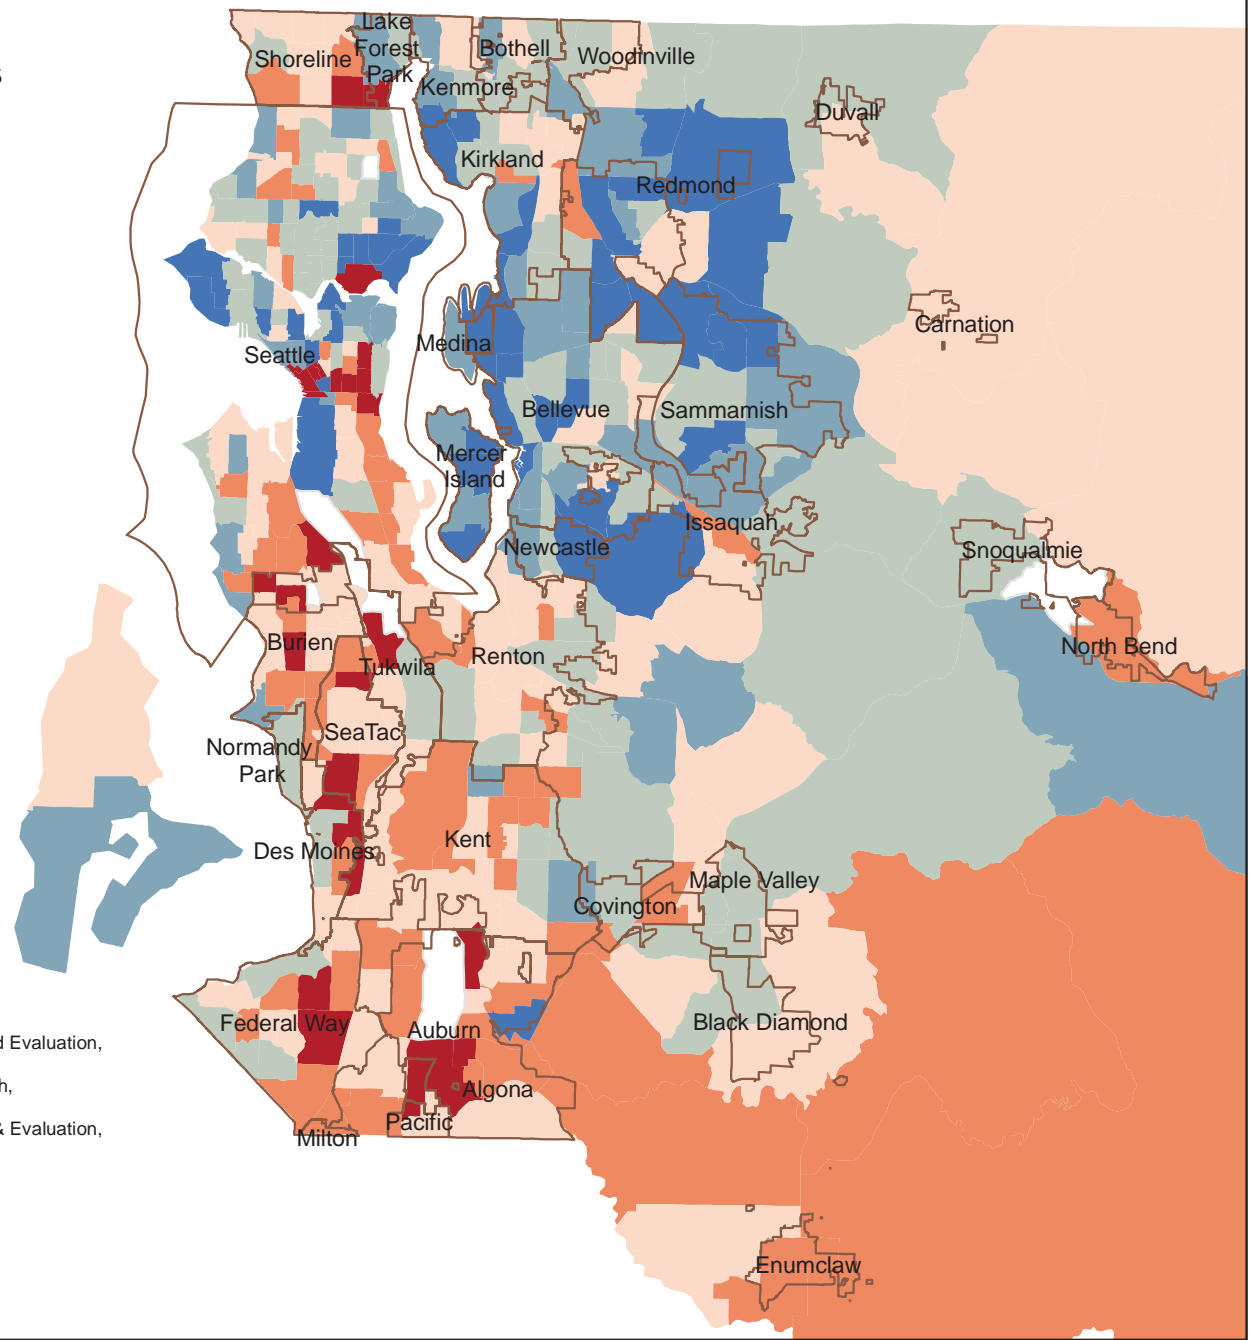 Lake
Forest
Park
Shoreline
Bothell
Woodinville
Kenmore
Duvall
Kirkland
Redmond
Carnation
Medina
Seattle
Bellevue
Sammamish
Mercer
Island
Issaquah
Newcastle
Snoqualmie
Burien
North Bend
Renton
Tukwila
SeaTac
Normandy
Park
Kent
Des Moines
Maple Valley
Covington
Federal Way
Auburn
Black Diamond
d Evaluation,
h,
Algona
Pacific
& Evaluation,
Milton
Enumclaw